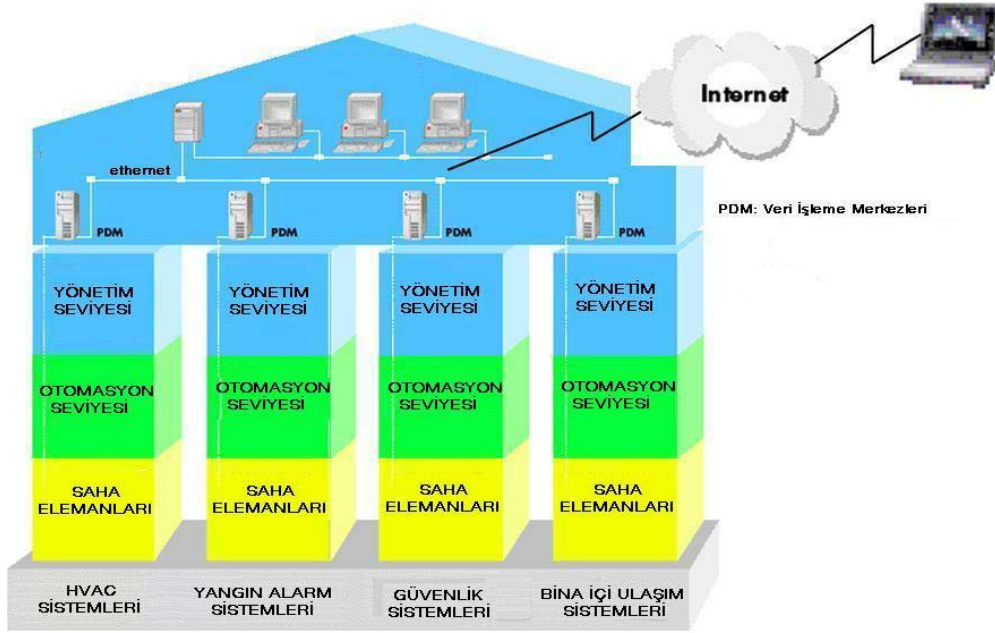 Internet
ethernet
PDM
PDM
PDM
PDM
PDM: Veri İşleme Merkezleri
YÖNETİM
SEVİYESİ
YÖNETİM
SEVİYESİ
YÖNETİM
SEVİYESİ
YÖNETİM
SEVİYESİ
OTOMASYON
SEVİYESİ
OTOMASYON
SEVİYESİ
OTOMASYON
SEVİYESİ
OTOMASYON
SEVİYESİ
SAHA
ELEMANLARI
SAHA
ELEMANLARI
SAHA
ELEMANLARI
SAHA
ELEMANLARI
HVAC
SİSTEMLERİ
YANGIN ALARM
SİSTEMLERİ
GÜVENLİK
SİSTEMLERİ
BİNA İÇİ ULAŞIM
SİSTEMLERİ